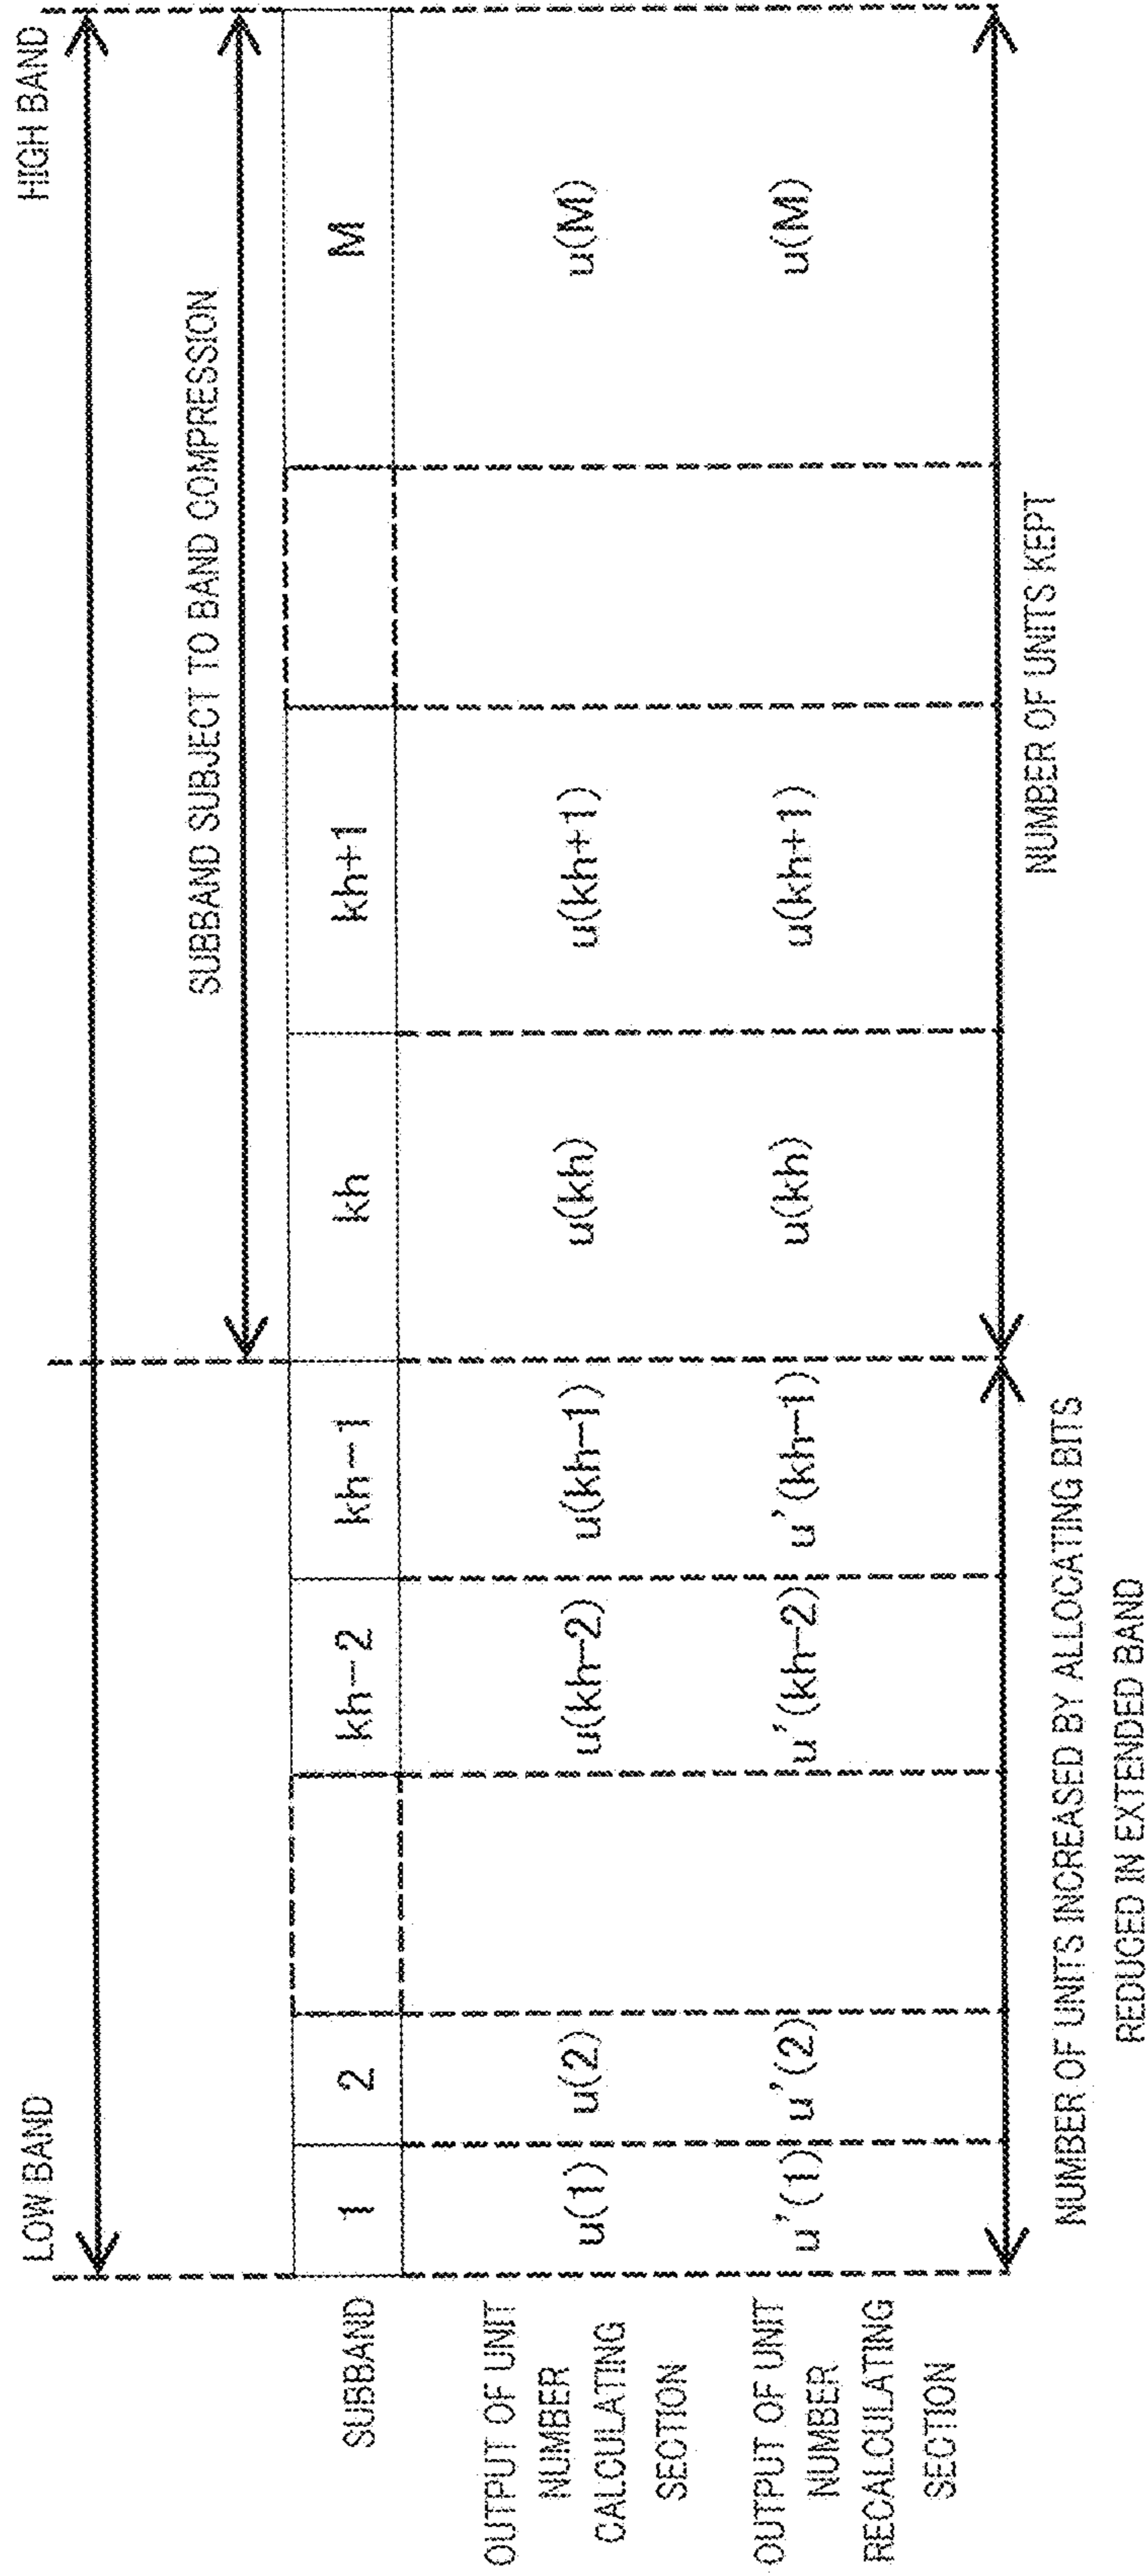 LOW BAND
HIGH BAND
SUBBAND SUBJECT TO BAND COMPRESSION
SUBBAND
1
2
kh-2
kh-1
kh
kh+1
M
OUTPUT OF UNIT
NUMBER
CALCULATING
SECTION
u(1)
u(2)
u(kh-2)
u(kh-1)
u(kh)
u(kh+1)
u(M)
OUTPUT OF UNIT
NUMBER
RECALCULATING
SECTION
u'(1)
u'(2)
u'(kh-2)
u'(kh-1)
u(kh)
u(kh+1)
u(M)
NUMBER OF UNITS INCREASED BY ALLOCATING BITS
REDUCED IN EXTENDED BAND
NUMBER OF UNITS KEPT